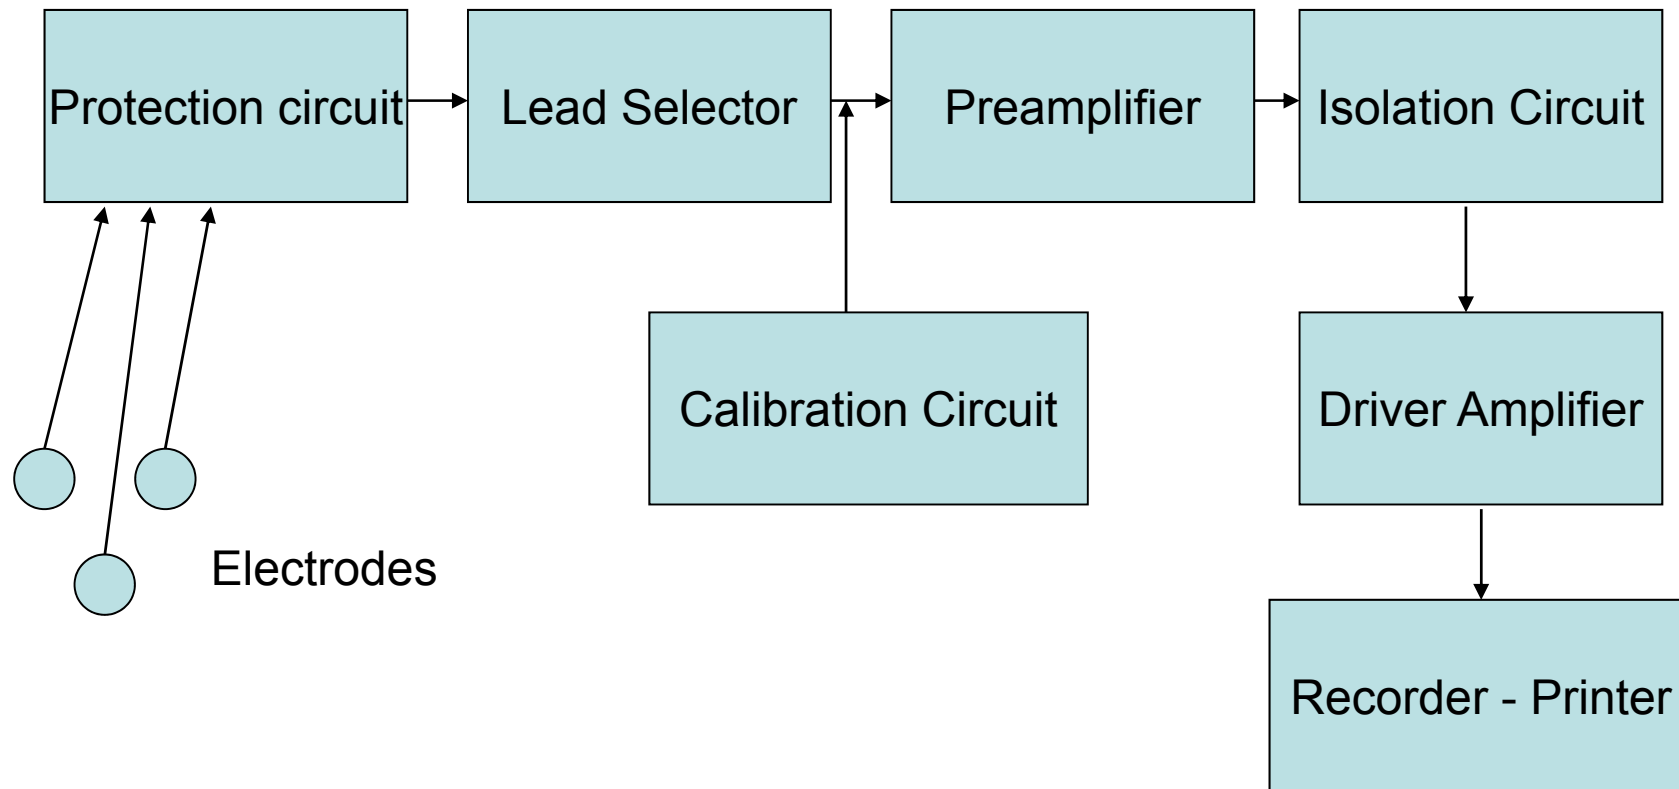 Protection circuit
Lead Selector
Preamplifier
Isolation Circuit
Calibration Circuit
Driver Amplifier
Electrodes
Recorder - Printer